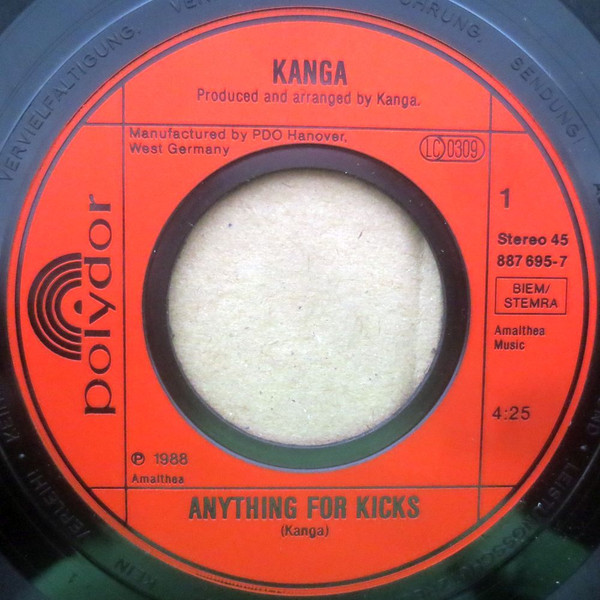 KANGA
Produced and arranged by Kanga.
Manufactured by PDO Hanover,
West Germany
LC 0309
polydor
1
Stereo 45
887 695-7
BIEM/
STEMRA
Amalthea
Music
4:25
℗ 1988
Amalthea
ANYTHING FOR KICKS
(Kanga)
VERVIELFÄLTIGUNG.
SENDUNG!
VERLEIH!